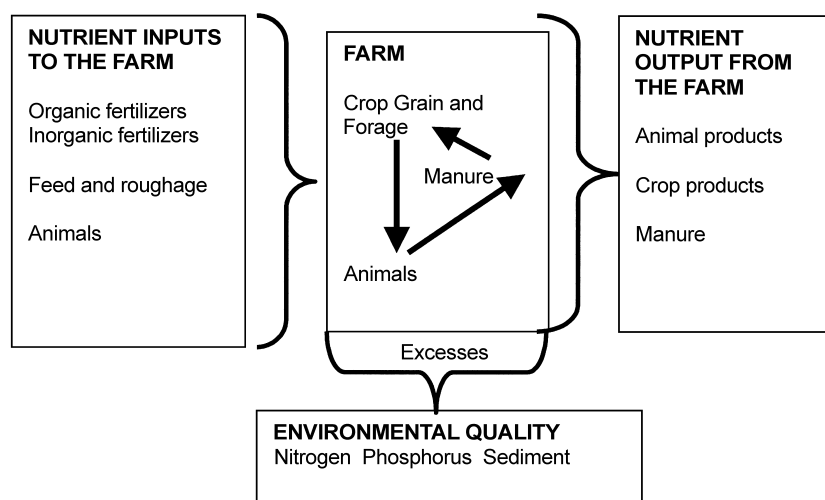 NUTRIENT INPUTS
TO THE FARM
Organic fertilizers
Inorganic fertilizers
Feed and roughage
Animals
FARM
Crop Grain and
Forage
Manure
Animals
NUTRIENT
OUTPUT FROM
THE FARM
Animal products
Crop products
Manure
Excesses
ENVIRONMENTAL QUALITY
Nitrogen Phosphorus Sediment